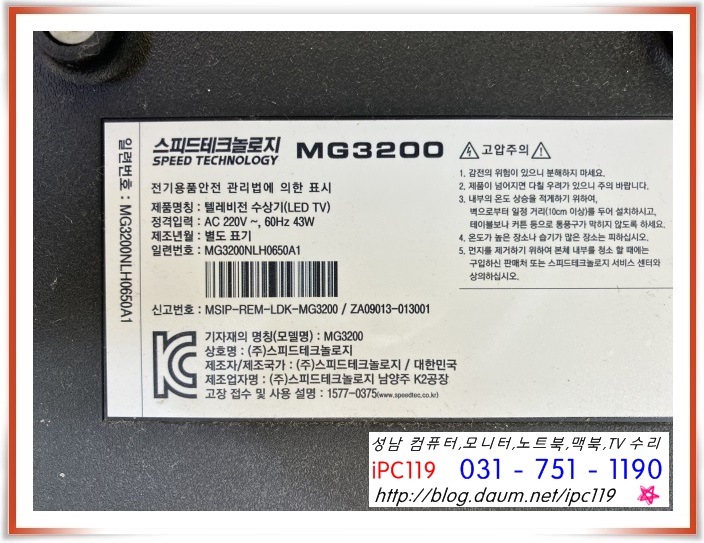 일련번호 : MG3200NLH0650A1
스피드테크놀로지
SPEED TECHNOLOGY
MG3200
전기용품안전 관리법에 의한 표시
제품명칭 : 텔레비전 수상기(LED TV)
정격입력 : AC 220V ~, 60Hz 43W
제조년월 : 별도 표기
일련번호 : MG3200NLH0650A1
신고번호 : MSIP-REM-LDK-MG3200 / ZA09013-013001
기자재의 명칭(모델명) : MG3200
상호명 : (주)스피드테크놀로지
제조자/제조국가 : (주)스피드테크놀로지 / 대한민국
제조업자명 : (주)스피드테크놀로지 남양주 K2공장
고장 접수 및 사용 설명 : 1577-0375(www.speedtec.co.kr)
고압주의
1. 감전의 위험이 있으니 분해하지 마세요.
2. 제품이 넘어지면 다칠 우려가 있으니 주의 바랍니다.
3. 내부의 온도 상승을 적게하기 위하여,
벽으로부터 일정 거리(10cm 이상)를 두어 설치하시고,
테이블보나 커튼 등으로 통풍구가 막히지 않도록 하세요.
4. 온도가 높은 장소나 습기가 많은 장소는 피하십시오.
5. 먼지를 제거하기 위하여 본체 내부를 청소 할 때에는
구입하신 판매처 또는 스피드테크놀로지 서비스 센터와
상의하십시오.
성남 컴퓨터,모니터,노트북,맥북,TV 수리
iPC119 031 - 751 - 1190
http://blog.daum.net/ipc119